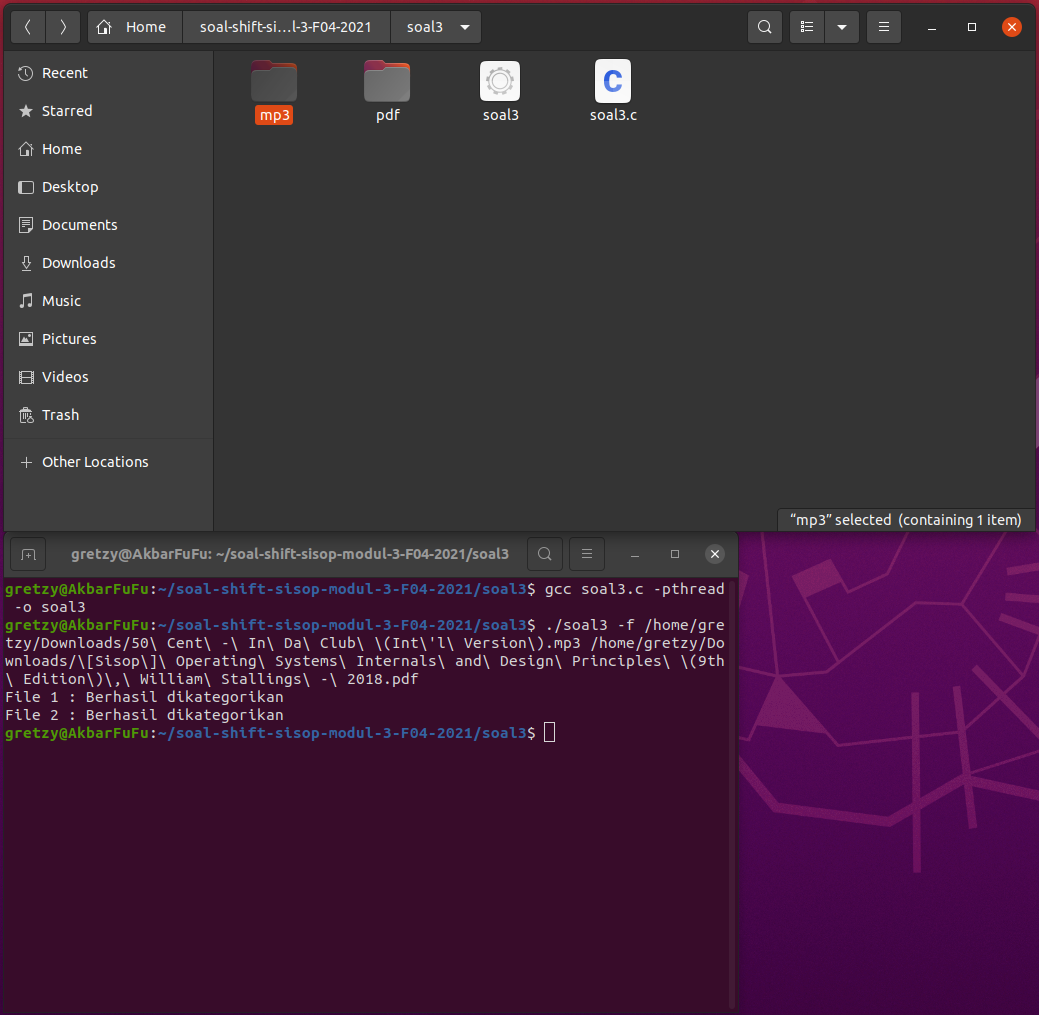 Home soal-shift-si...l-3-F04-2021 soal3
Recent
Starred
Home
Desktop
Documents
Downloads
Music
Pictures
Videos
Trash
Other Locations
mp3 pdf soal3 soal3.c
“mp3” selected (containing 1 item)
gretzy@AkbarFuFu: ~/soal-shift-sisop-modul-3-F04-2021/soal3
gretzy@AkbarFuFu:~/soal-shift-sisop-modul-3-F04-2021/soal3$ gcc soal3.c -pthread
-o soal3
gretzy@AkbarFuFu:~/soal-shift-sisop-modul-3-F04-2021/soal3$ ./soal3 -f /home/gre
tzy/Downloads/50\ Cent\ -\ In\ Da\ Club\ \(Int\'l\ Version\).mp3 /home/gretzy/Do
wnloads/\[Sisop\]\ Operating\ Systems\ Internals\ and\ Design\ Principles\ \(9th
\ Edition\)\,\ William\ Stallings\ -\ 2018.pdf
File 1 : Berhasil dikategorikan
File 2 : Berhasil dikategorikan
gretzy@AkbarFuFu:~/soal-shift-sisop-modul-3-F04-2021/soal3$